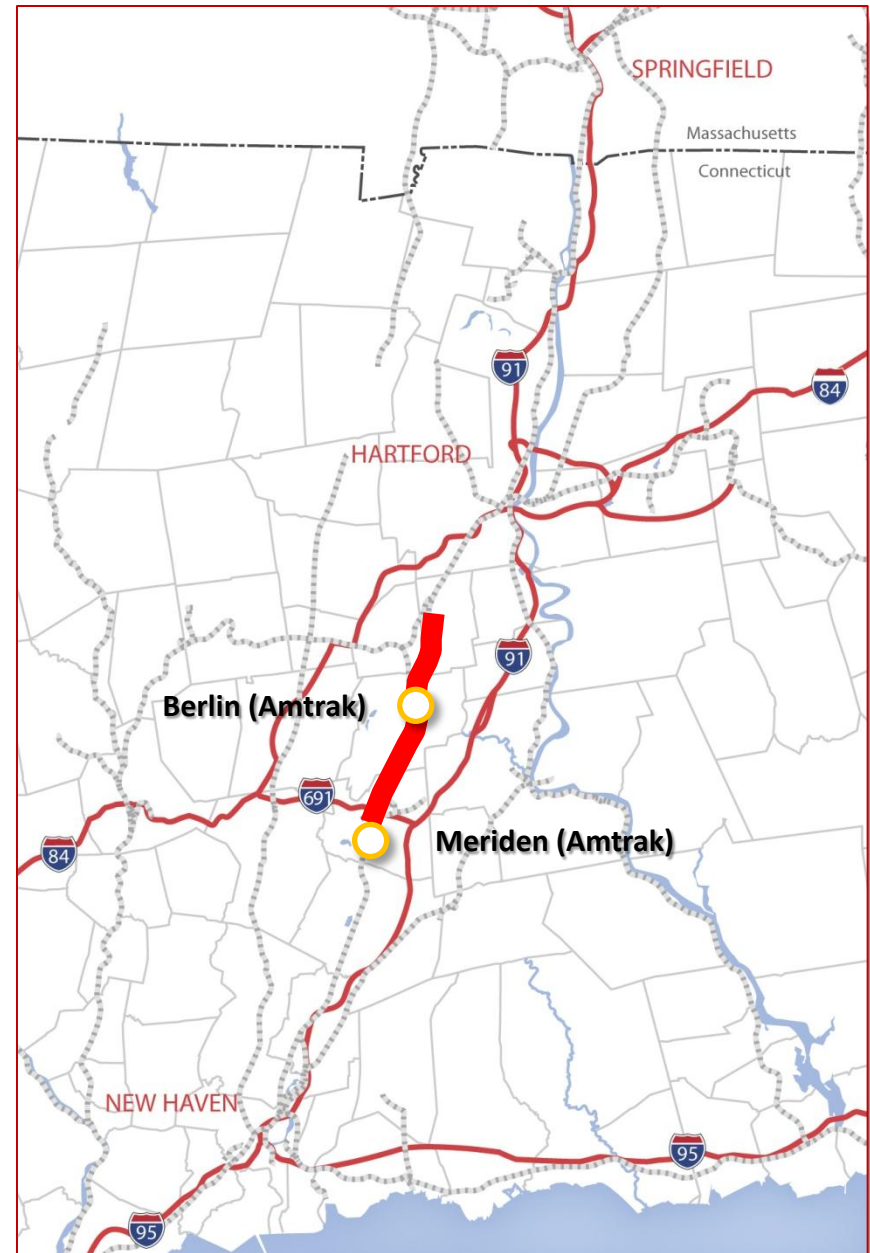 SPRINGFIELD
Massachusetts
Connecticut
91
84
HARTFORD
91
Berlin (Amtrak)
691
84
Meriden (Amtrak)
NEW HAVEN
95
95